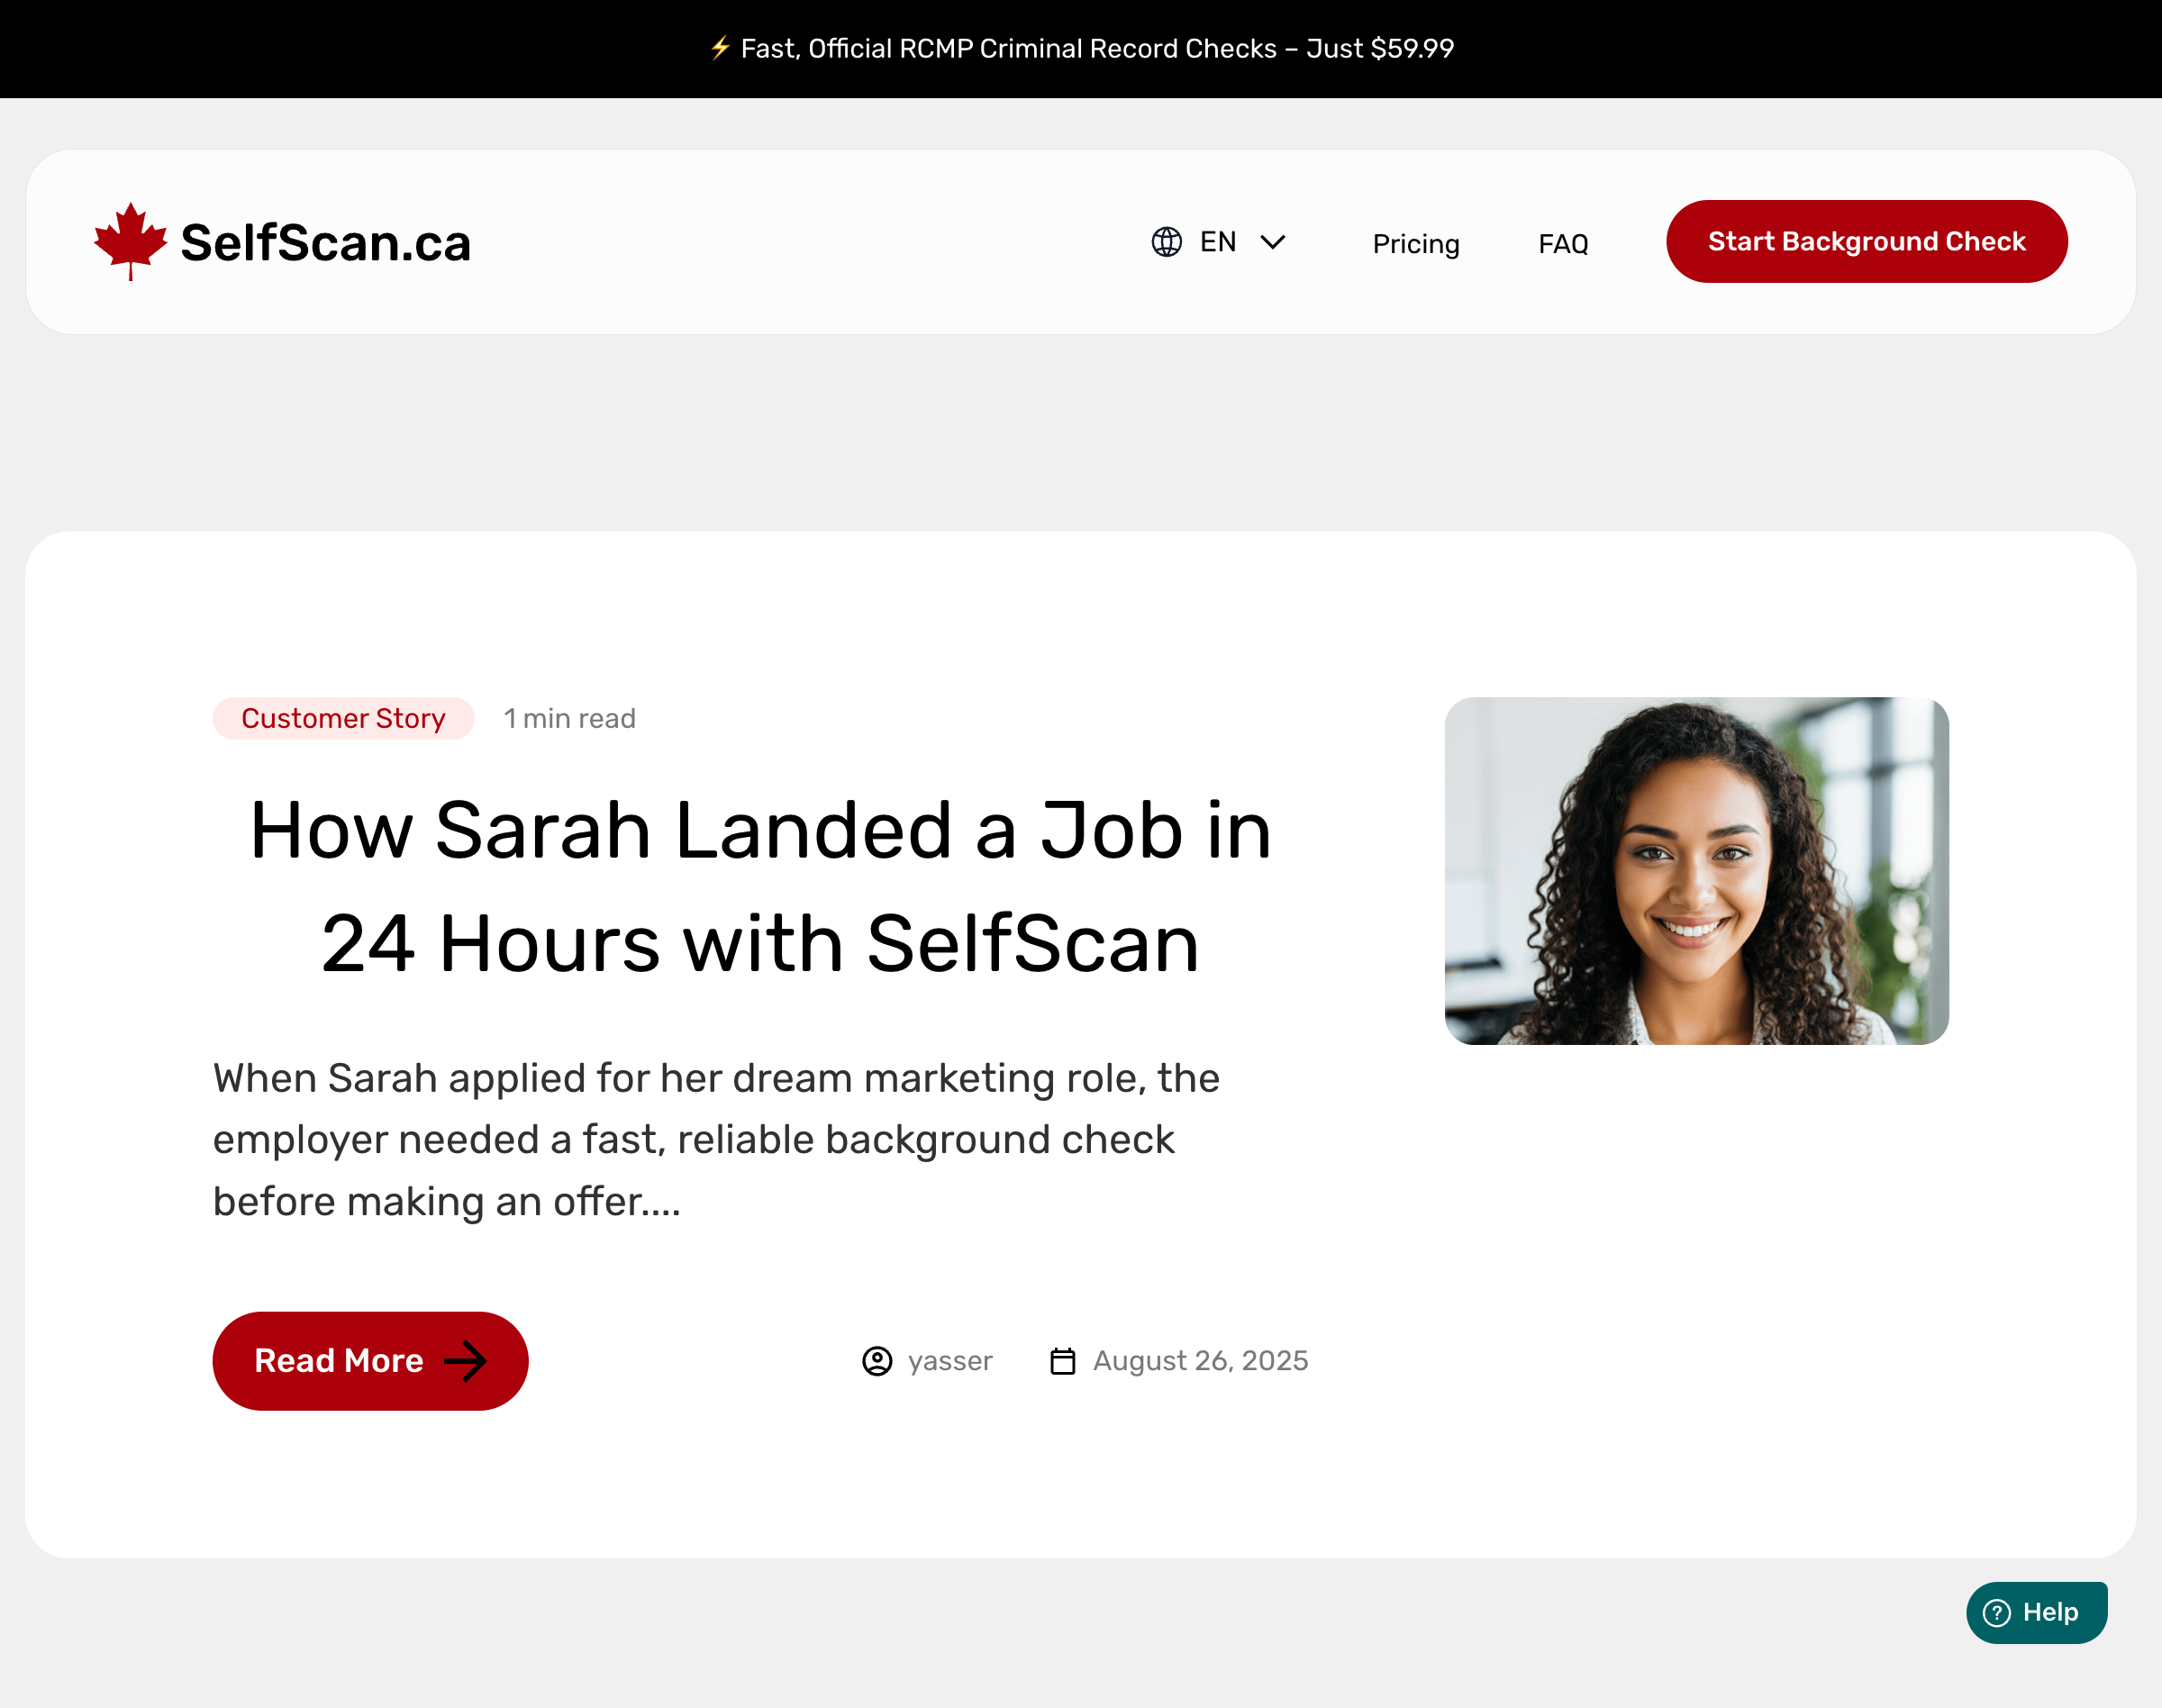 ⚡ Fast, Official RCMP Criminal Record Checks – Just $59.99
SelfScan.ca
EN
Pricing
FAQ
Start Background Check
Customer Story
1 min read
How Sarah Landed a Job in
24 Hours with SelfScan
When Sarah applied for her dream marketing role, the
employer needed a fast, reliable background check
before making an offer....
Read More
yasser
August 26, 2025
Help